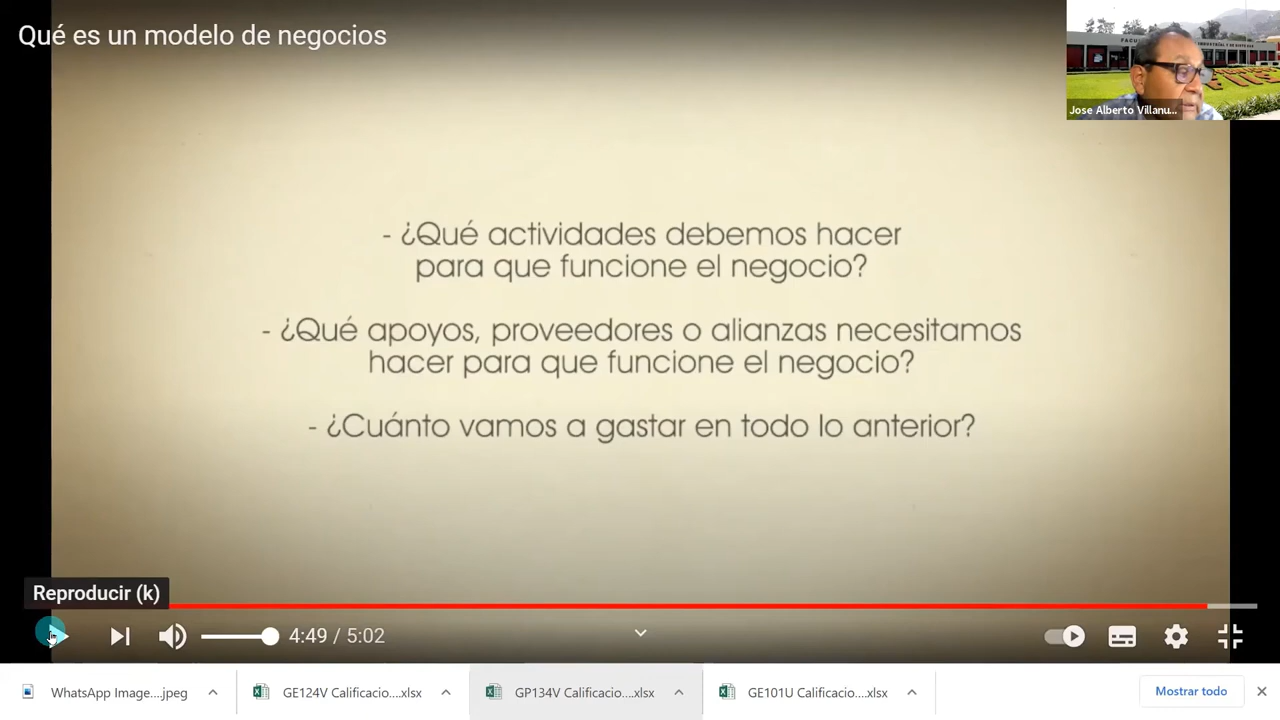 Qué es un modelo de negocios
Jose Alberto Villanu...
- ¿Qué actividades debemos hacer
para que funcione el negocio?
- ¿Qué apoyos, proveedores o alianzas necesitamos
hacer para que funcione el negocio?
- ¿Cuánto vamos a gastar en todo lo anterior?
Reproducir (k)
4:49 / 5:02
WhatsApp Image....jpeg
GE124V Calificacio....xlsx
GP134V Calificacio....xlsx
GE101U Calificacio....xlsx
Mostrar todo